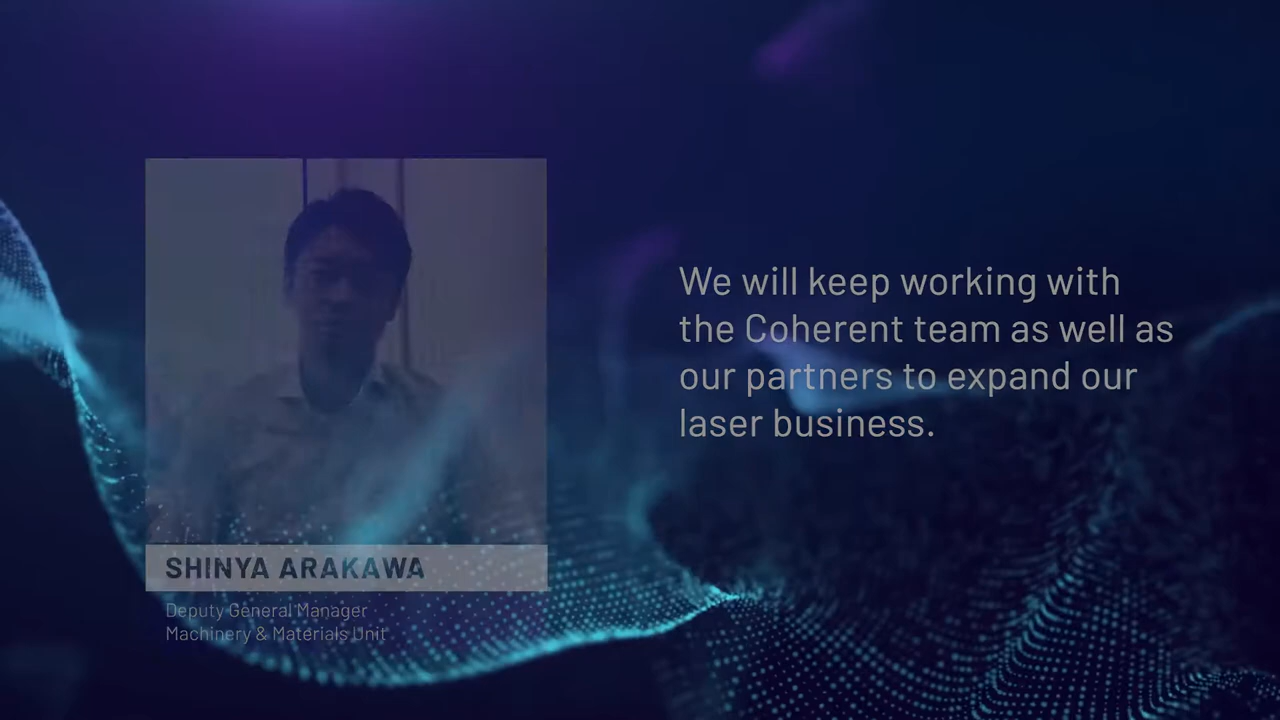 We will keep working with
the Coherent team as well as
our partners to expand our
laser business.
SHINYA ARAKAWA
Deputy General Manager
Machinery & Materials Unit